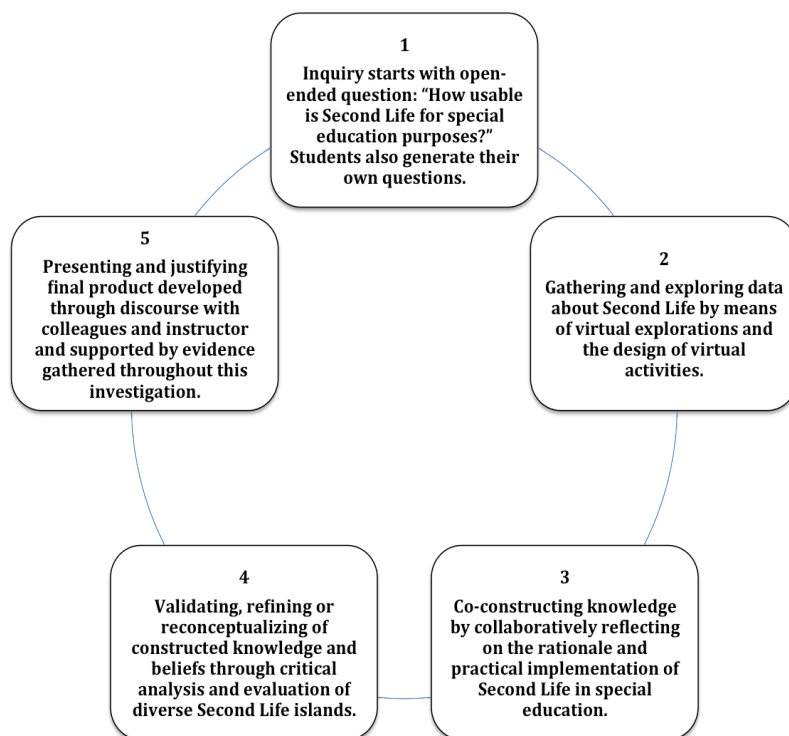 1
Inquiry starts with open-
ended question: “How usable
is Second Life for special
education purposes?”
Students also generate their
own questions.
2
Gathering and exploring data
about Second Life by means
of virtual explorations and
the design of virtual
activities.
3
Co-constructing knowledge
by collaboratively reflecting
on the rationale and
practical implementation of
Second Life in special
education.
4
Validating, refining or
reconceptualizing of
constructed knowledge and
beliefs through critical
analysis and evaluation of
diverse Second Life islands.
5
Presenting and justifying
final product developed
through discourse with
colleagues and instructor
and supported by evidence
gathered throughout this
investigation.